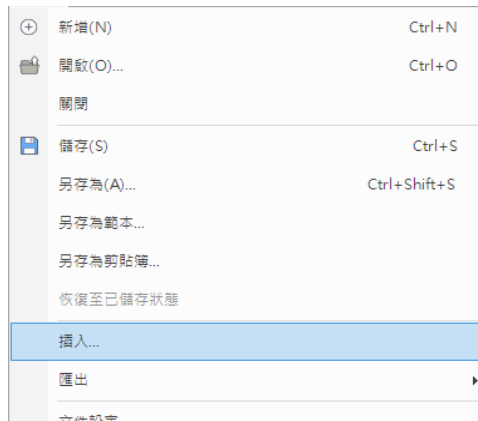 新增(N) Ctrl+N
開啟(O)... Ctrl+O
關閉
儲存(S) Ctrl+S
另存為(A)... Ctrl+Shift+S
另存為範本...
另存為剪貼簿...
恢復至已儲存狀態
插入...
匯出